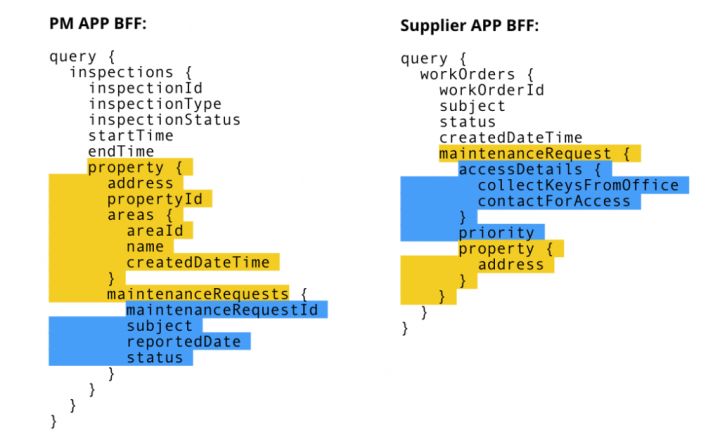 PM APP BFF:
query {
  inspections {
    inspectionId
    inspectionType
    inspectionStatus
    startTime
    endTime
    property {
      address
      propertyId
      areas {
        areaId
        name
        createdDateTime
      }
      maintenanceRequests {
        maintenanceRequestId
        subject
        reportedDate
        status
      }
    }
  }
}
Supplier APP BFF:
query {
  workOrders {
    workOrderId
    subject
    status
    createdDateTime
    maintenanceRequest {
      accessDetails {
        collectKeysFromOffice
        contactForAccess
      }
      priority
      property {
        address
      }
    }
  }
}